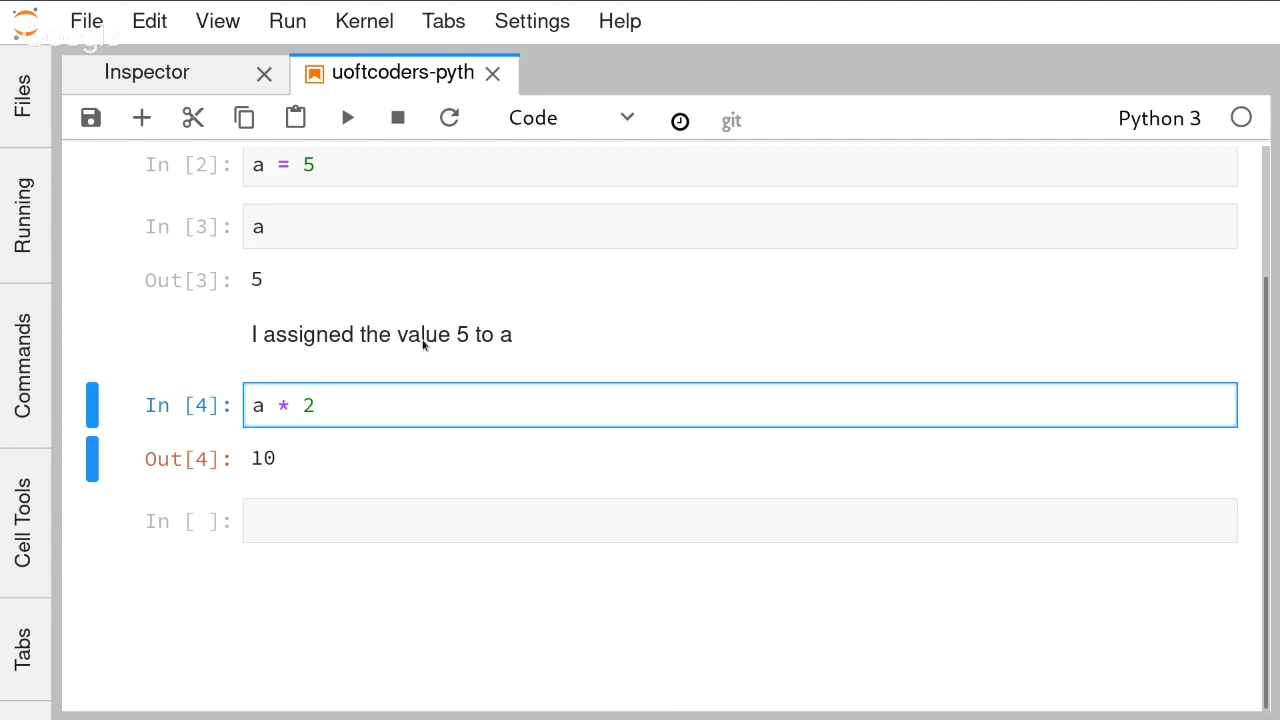 File Edit View Run Kernel Tabs Settings Help
Google
Inspector uoftcoders-pyth
Code git Python 3
Files
Running
Commands
Cell Tools
Tabs
In [2]: a = 5
In [3]: a
Out[3]: 5
I assigned the value 5 to a
In [4]: a * 2
Out[4]: 10
In [ ]: